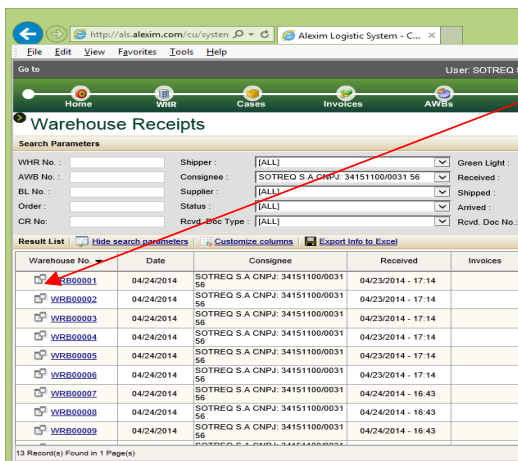 http://als.alexim.com/cu/system Alexim Logistic System - C...
File Edit View Favorites Tools Help
Go to User: SOTREQ S
Home WHR Cases Invoices AWBs
Warehouse Receipts
Search Parameters
WHR No. : Shipper : [ALL] Green Light :
AWB No. : Consignee : SOTREQ S.A CNPJ: 34151100/0031 56 Received :
BL No. : Supplier : [ALL] Shipped :
Order : Status : [ALL] Arrived :
CR No: Rcvd. Doc Type : [ALL] Rcvd. Doc No.:
Result List Hide search parameters Customize columns Export Info to Excel
Warehouse No. Date Consignee Received Invoices
WRB00001 04/24/2014 SOTREQ S.A CNPJ: 34151100/0031 56 04/23/2014 - 17:14
WRB00002 04/24/2014 SOTREQ S.A CNPJ: 34151100/0031 56 04/23/2014 - 17:14
WRB00003 04/24/2014 SOTREQ S.A CNPJ: 34151100/0031 56 04/23/2014 - 17:14
WRB00004 04/24/2014 SOTREQ S.A CNPJ: 34151100/0031 56 04/23/2014 - 17:14
WRB00005 04/24/2014 SOTREQ S.A CNPJ: 34151100/0031 56 04/23/2014 - 17:14
WRB00006 04/24/2014 SOTREQ S.A CNPJ: 34151100/0031 56 04/23/2014 - 17:14
WRB00007 04/24/2014 SOTREQ S.A CNPJ: 34151100/0031 56 04/24/2014 - 16:43
WRB00008 04/24/2014 SOTREQ S.A CNPJ: 34151100/0031 56 04/24/2014 - 16:43
WRB00009 04/24/2014 SOTREQ S.A CNPJ: 34151100/0031 56 04/24/2014 - 16:43
13 Record(s) Found in 1 Page(s)